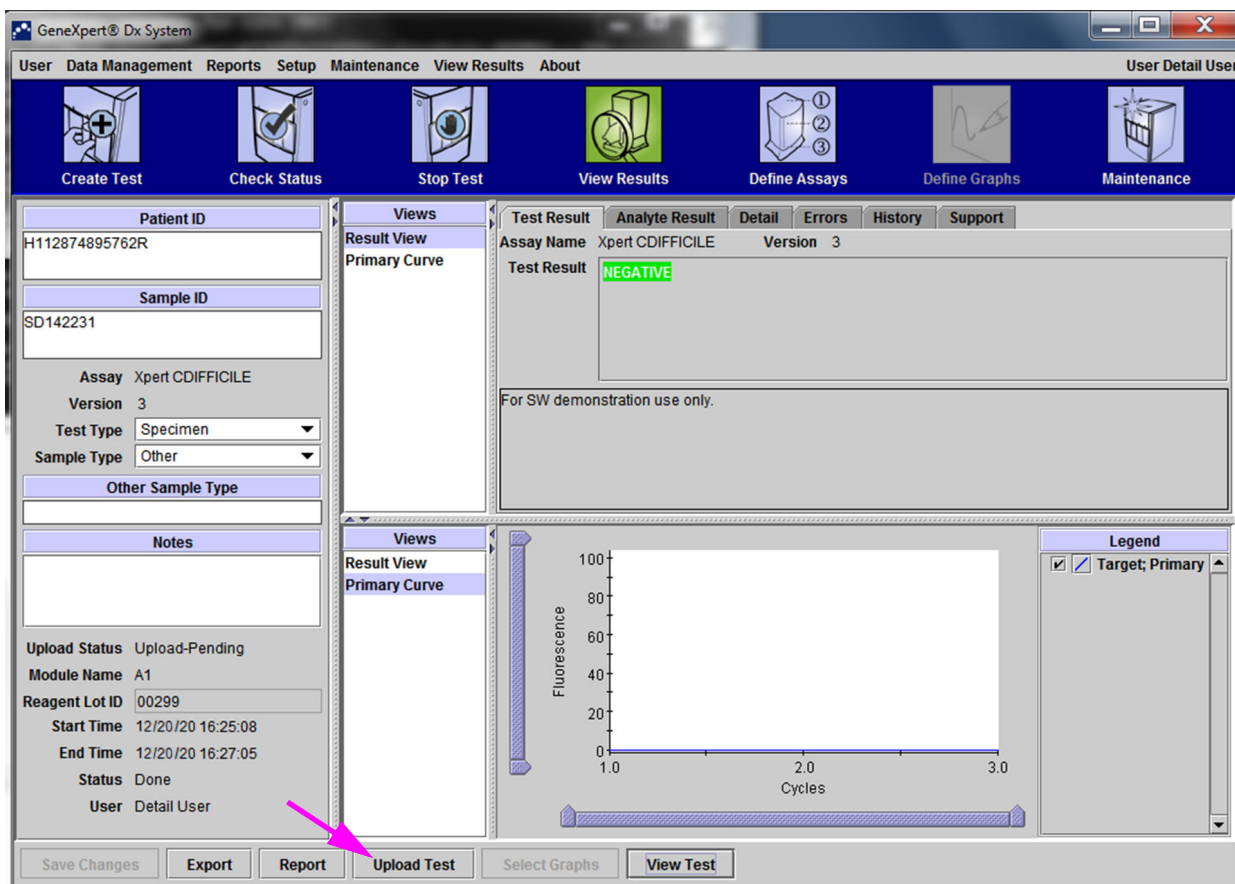 GeneXpert® Dx System
User Data Management Reports Setup Maintenance View Results About User Detail User
Create Test Check Status Stop Test View Results Define Assays Define Graphs Maintenance
Patient ID
H112874895762R
Sample ID
SD142231
Assay Xpert CDIFFICILE
Version 3
Test Type Specimen
Sample Type Other
Other Sample Type
Notes
Upload Status Upload-Pending
Module Name A1
Reagent Lot ID 00299
Start Time 12/20/20 16:25:08
End Time 12/20/20 16:27:05
Status Done
User Detail User
Views
Result View
Primary Curve
Test Result Analyte Result Detail Errors History Support
Assay Name Xpert CDIFFICILE Version 3
Test Result NEGATIVE
For SW demonstration use only.
Views
Result View
Primary Curve
100
80
60
40
20
0
Fluorescence
1.0 2.0 3.0
Cycles
Legend
Target; Primary
Save Changes Export Report Upload Test Select Graphs View Test